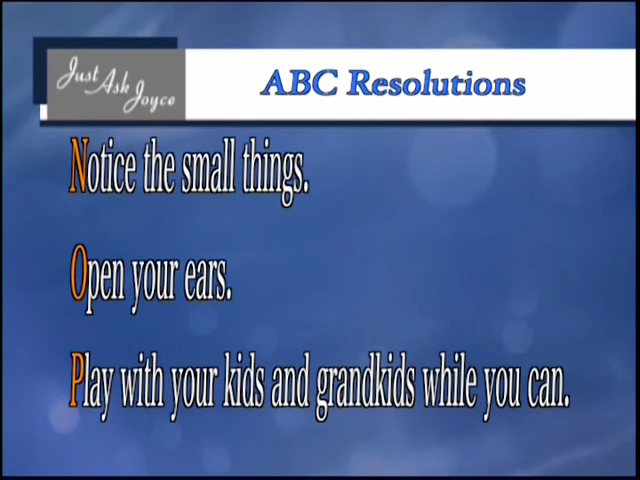 Just Ask Joyce
ABC Resolutions
Notice the small things.
Open your ears.
Play with your kids and grandkids while you can.